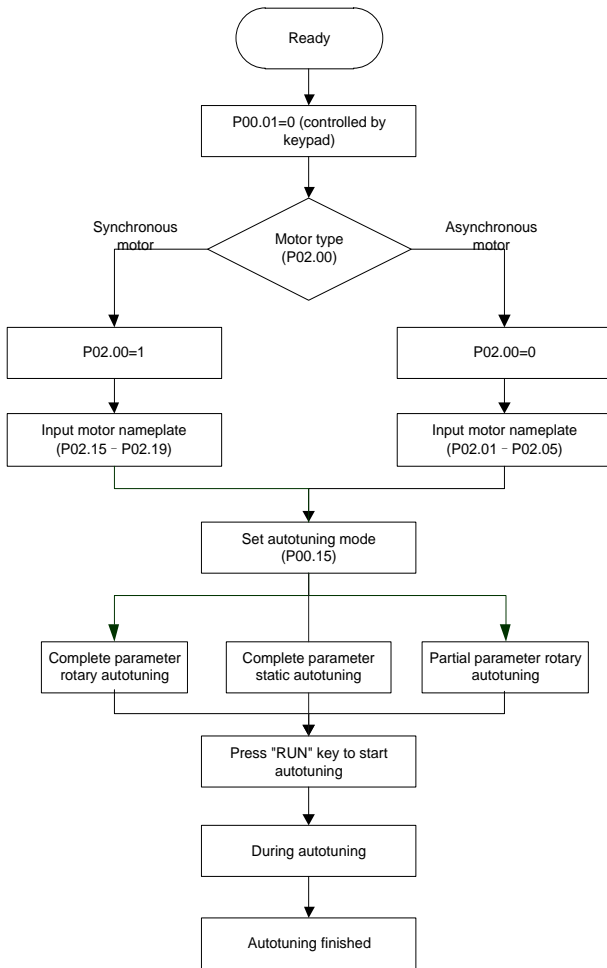 Ready
P00.01=0 (controlled by
keypad)
Synchronous
motor
Motor type
(P02.00)
Asynchronous
motor
P02.00=1
P02.00=0
Input motor nameplate
(P02.15﹣P02.19)
Input motor nameplate
(P02.01﹣P02.05)
Set autotuning mode
(P00.15)
Complete parameter
rotary autotuning
Complete parameter
static autotuning
Partial parameter rotary
autotuning
Press "RUN" key to start
autotuning
During autotuning
Autotuning finished